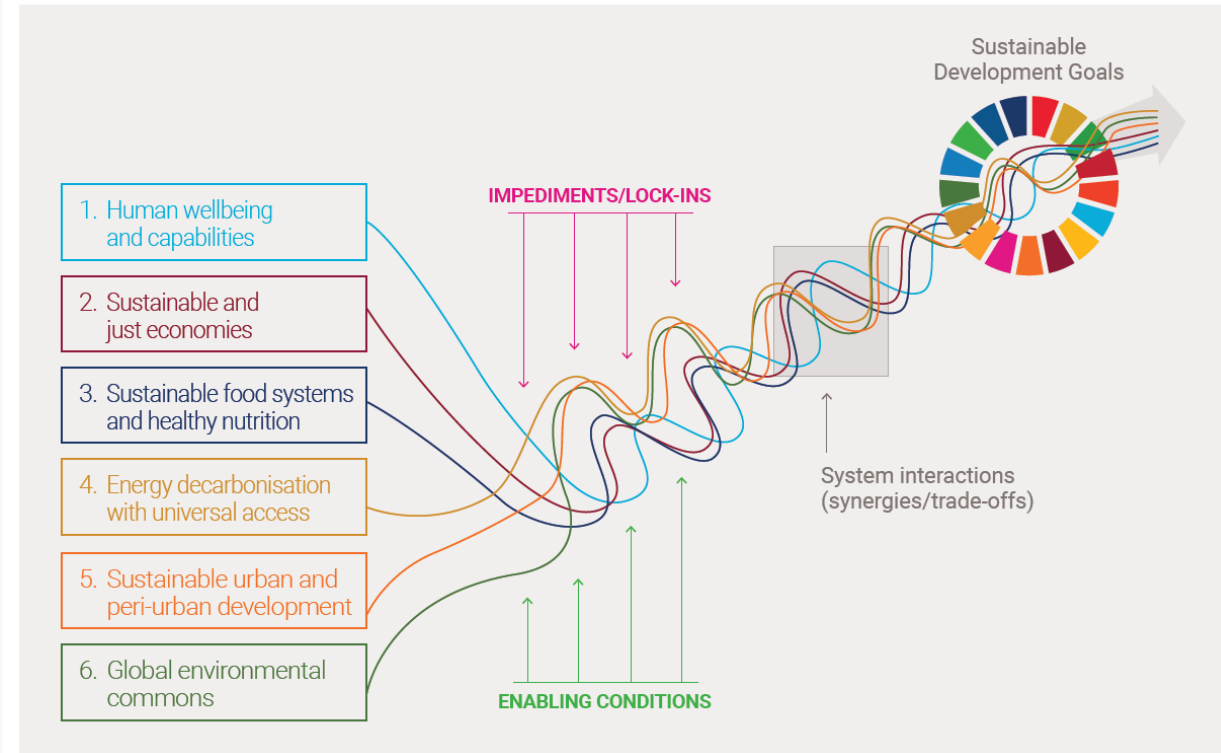 Sustainable
Development Goals
IMPEDIMENTS/LOCK-INS
1. Human wellbeing
and capabilities
2. Sustainable and
just economies
3. Sustainable food systems
and healthy nutrition
4. Energy decarbonisation
with universal access
5. Sustainable urban and
peri-urban development
6. Global environmental
commons
System interactions
(synergies/trade-offs)
ENABLING CONDITIONS